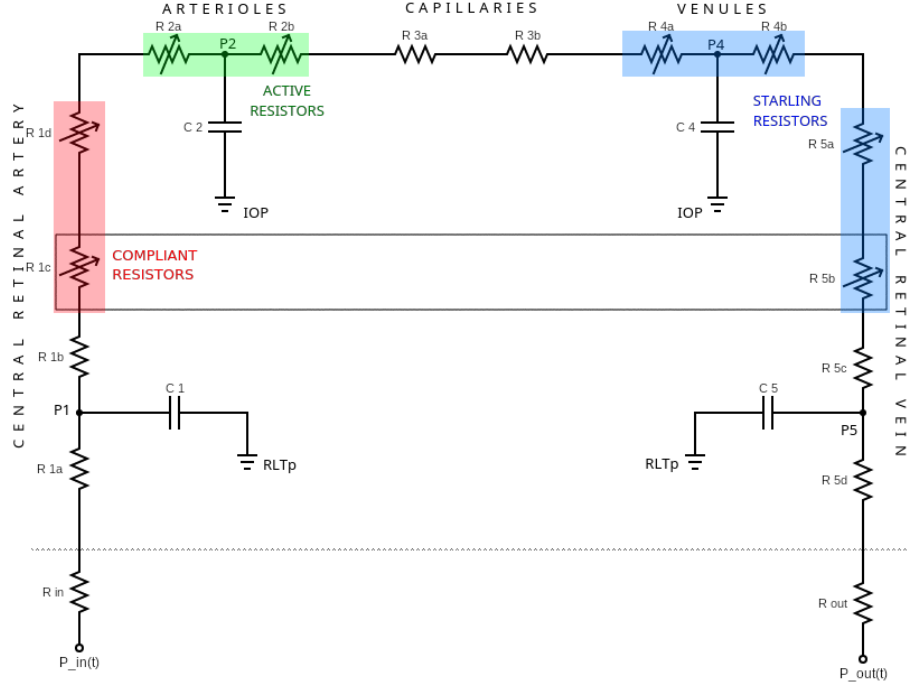 ARTERIOLES
CAPILLARIES
VENULES
R 2a
P2
R 2b
R 3a
R 3b
R 4a
P4
R 4b
ACTIVE
RESISTORS
STARLING
RESISTORS
C 2
C 4
R 1d
R 5a
IOP
IOP
CENTRAL RETINAL ARTERY
CENTRAL RETINAL VEIN
COMPLIANT
RESISTORS
R 1c
R 5b
R 1b
R 5c
C 1
C 5
P1
P5
RLTp
RLTp
R 1a
R 5d
R in
R out
P_in(t)
P_out(t)